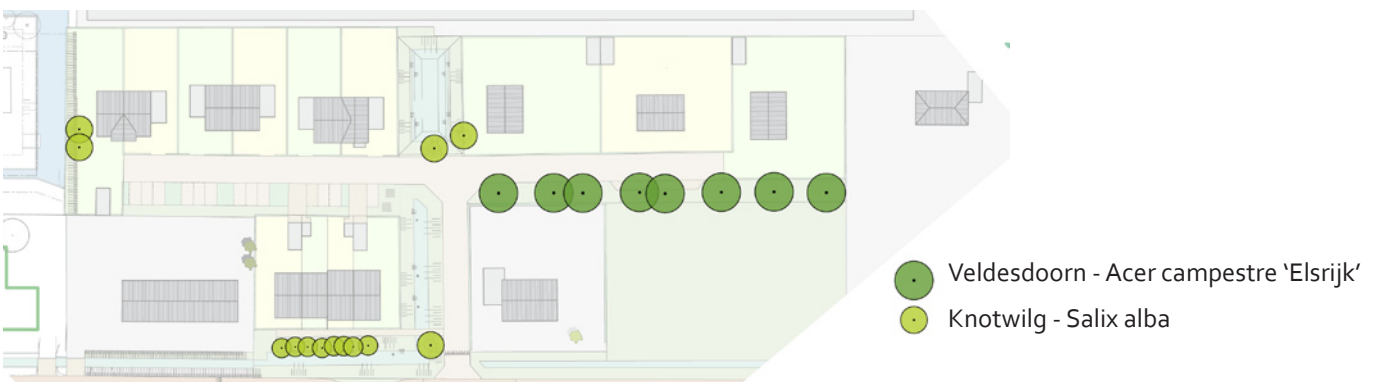 Veldesdoorn - Acer campestre ‘Elsrijk’
Knotwilg - Salix alba